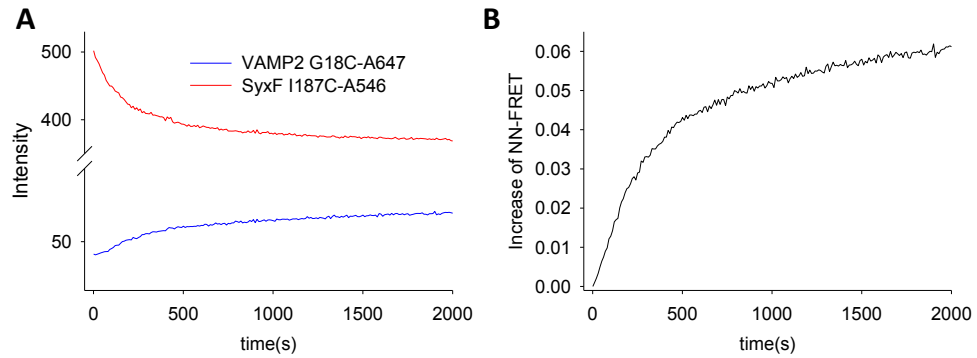 A
500
400
50
Intensity
VAMP2 G18C-A647
SyxF I187C-A546
0
500
1000
1500
2000
time(s)
B
0.06
0.05
0.04
0.03
0.02
0.01
0.00
Increase of NN-FRET
0
500
1000
1500
2000
time(s)